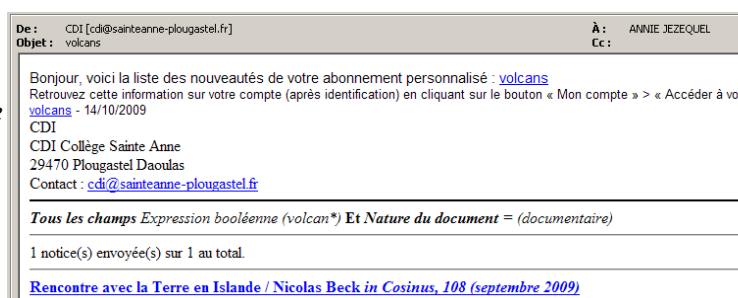 De : CDI [cdi@sainteanne-plougastel.fr] À : ANNIE JEZEQUEL
Objet : volcans Cc :
Bonjour, voici la liste des nouveautés de votre abonnement personnalisé : volcans
Retrouvez cette information sur votre compte (après identification) en cliquant sur le bouton « Mon compte » > « Accéder à vo
volcans - 14/10/2009
CDI
CDI Collège Sainte Anne
29470 Plougastel Daoulas
Contact : cdi@sainteanne-plougastel.fr
Tous les champs Expression booléenne (volcan*) Et Nature du document = (documentaire)
1 notice(s) envoyée(s) sur 1 au total.
Rencontre avec la Terre en Islande / Nicolas Beck in Cosinus, 108 (septembre 2009)